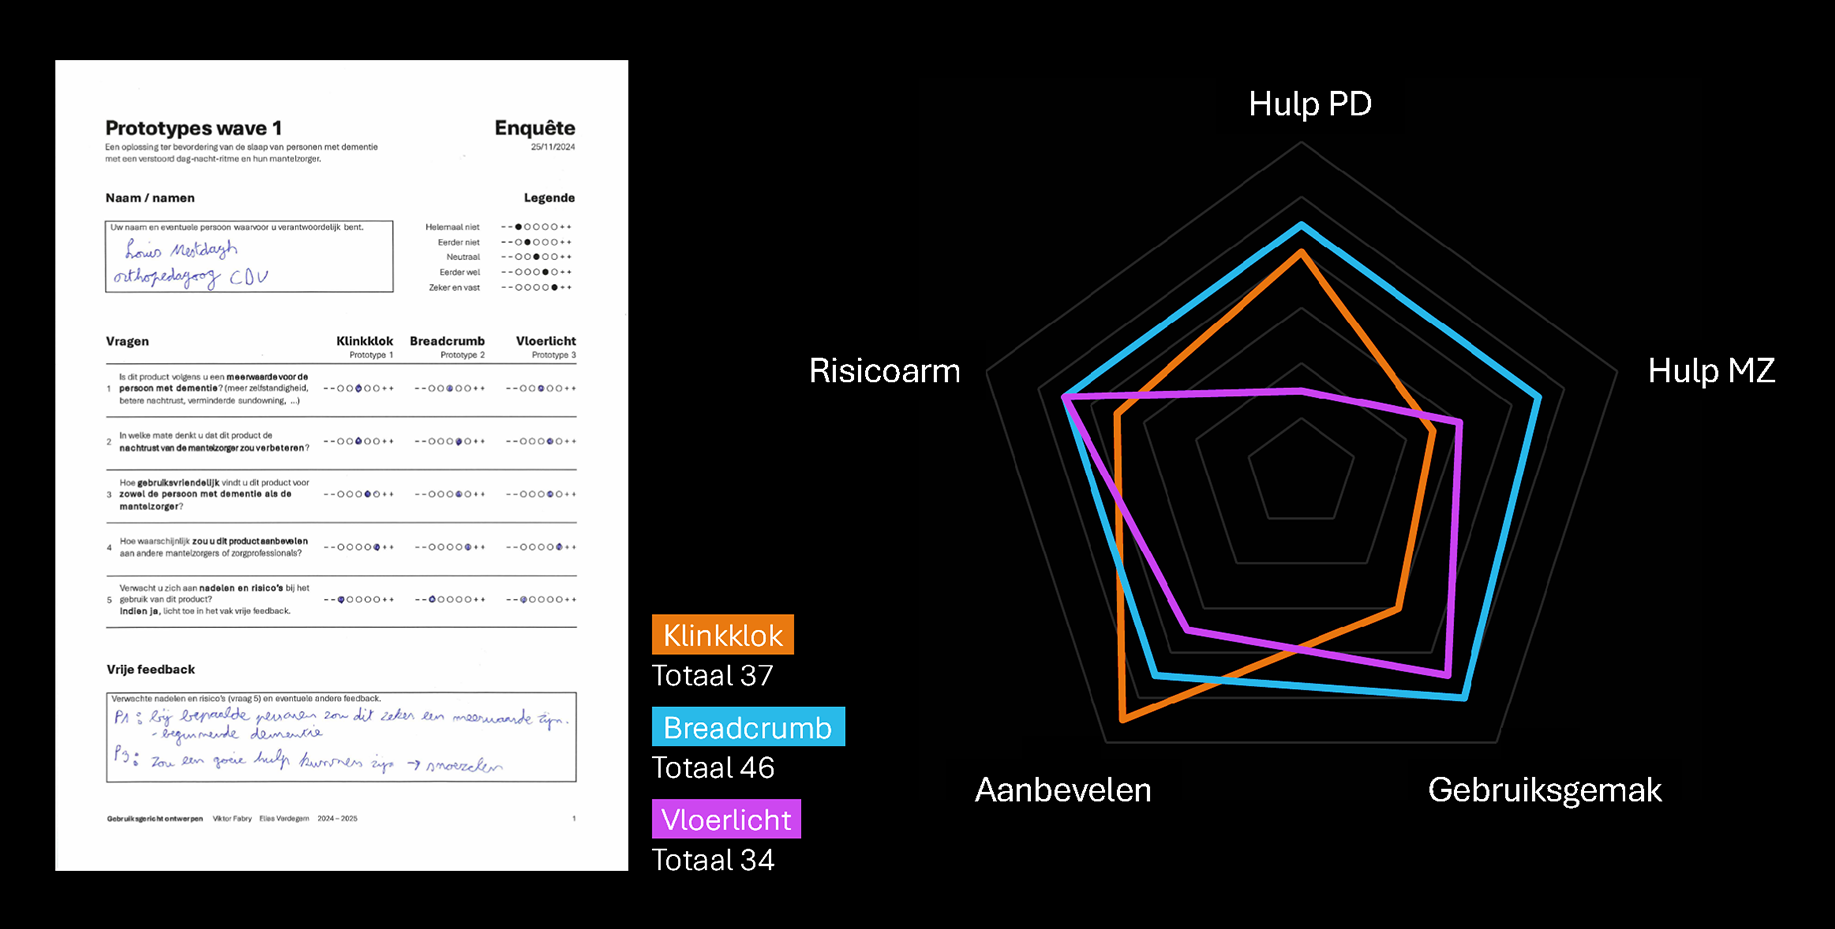 Prototypes wave 1
Enquête
Een oplossing ter bevordering van de slaap van personen met dementie
met een verstoord dag-nacht-ritme en hun mantelzorger.
25/11/2024
Naam / namen
Uw naam en eventuele persoon waarvoor u verantwoordelijk bent.
Louis Mestdagh
orthopedagoog CDV
Legende
Helemaal niet --●○○○○++
Eerder niet --○●○○○++
Neutraal --○○●○○++
Eerder wel --○○○●○++
Zeker en vast --○○○○●++
Vragen
Klinkklok
Breadcrumb
Vloerlicht
Prototype 1
Prototype 2
Prototype 3
1 Is dit product volgens u een meerwaarde voor de
persoon met dementie? (meer zelfstandigheid,
betere nachtrust, verminderde sundowning, ...)
--○○●○○++ --○○●○○++ --○○●○○++
2 In welke mate denkt u dat dit product de
nachtrust van de mantelzorger zou verbeteren?
--○○●○○++ --○○○●○++ --○○○●○++
3 Hoe gebruiksvriendelijk vindt u dit product voor
zowel de persoon met dementie als de
mantelzorger?
--○○○●○++ --○○○●○++ --○○○●○++
4 Hoe waarschijnlijk zou u dit product aanbevelen
aan andere mantelzorgers of zorgprofessionals?
--○○○○●++ --○○○○●++ --○○○○●++
5 Verwacht u zich aan nadelen en risico's bij het
gebruik van dit product?
Indien ja, licht toe in het vak vrije feedback.
--●○○○○++ --●○○○○++ --●○○○○++
Vrije feedback
Verwachte nadelen en risico's (vraag 5) en eventuele andere feedback.
P1: bij bepaalde personen zou dit zeker een meerwaarde zijn.
- beginnende dementie
P3: zou een goeie hulp kunnen zijn → snoezelen
Gebruiksgericht ontwerpen Viktor Fabry Elias Verdegem 2024 – 2025
1
Klinkklok
Totaal 37
Breadcrumb
Totaal 46
Vloerlicht
Totaal 34
Hulp PD
Hulp MZ
Gebruiksgemak
Aanbevelen
Risicoarm